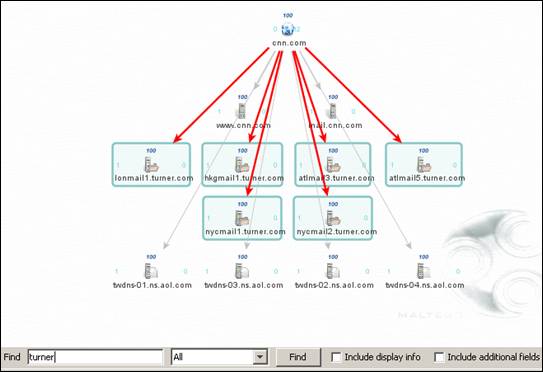 100
0 12
cnn.com
www.cnn.com mail.cnn.com
100 100 100 100
1 0 1 0 1 0 1 0
lonmail1.turner.com hkgmail1.turner.com atlmail3.turner.com atlmail5.turner.com
100 100
1 0 1 0
nycmail1.turner.com nycmail2.turner.com
100 100 100 100
1 0 1 0 1 0 1 0
twdns-01.ns.aol.com twdns-03.ns.aol.com twdns-02.ns.aol.com twdns-04.ns.aol.com
Find turner All Find Include display info Include additional fields